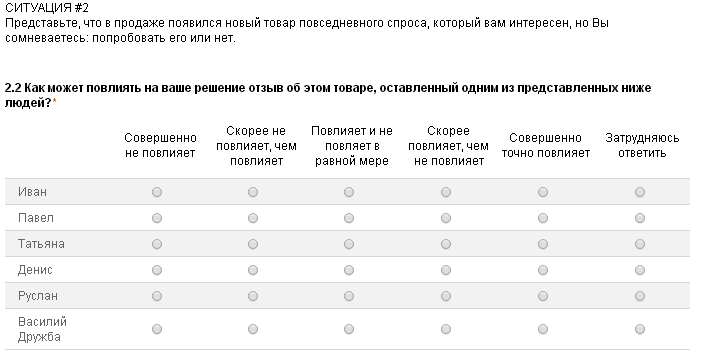 СИТУАЦИЯ #2
Представьте, что в продаже появился новый товар повседневного спроса, который вам интересен, но Вы
сомневаетесь: попробовать его или нет.
2.2 Как может повлиять на ваше решение отзыв об этом товаре, оставленный одним из представленных ниже
людей?*
Совершенно
не повлияет
Скорее не
повлияет, чем
повлияет
Повлияет и не
повляет в
равной мере
Скорее
повлияет, чем
не повлияет
Совершенно
точно повлияет
Затрудняюсь
ответить
Иван
Павел
Татьяна
Денис
Руслан
Василий
Дружба